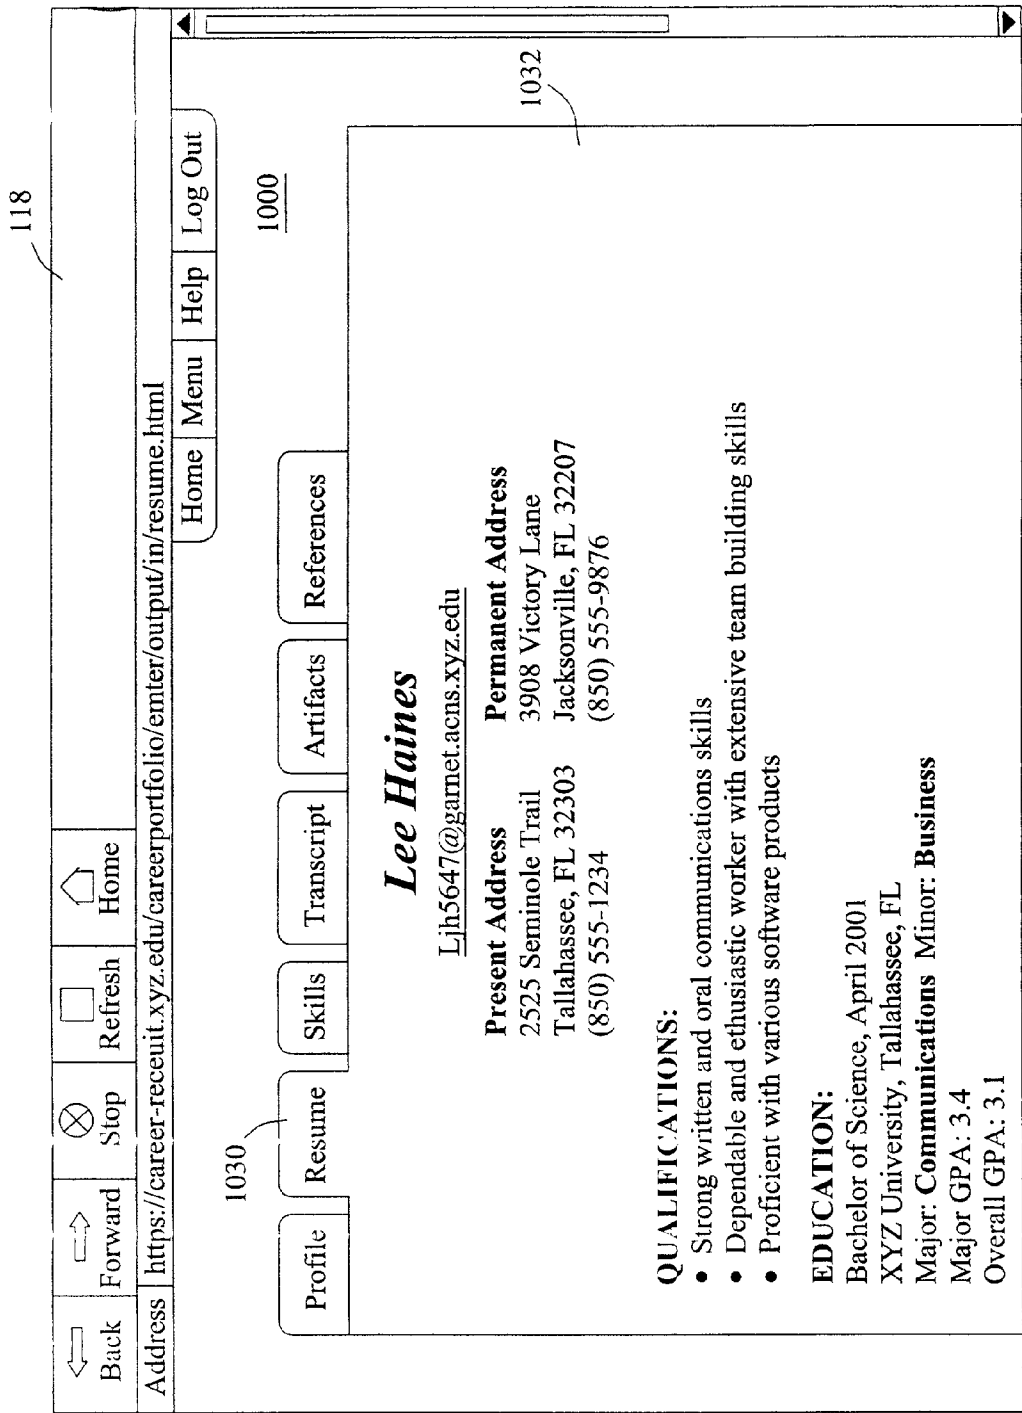 118
Back Forward Stop Refresh Home
Address https://career-receuit.xyz.edu/careerportfolio/emter/output/in/resume.html
Home Menu Help Log Out
1000
1030
Profile Resume Skills Transcript Artifacts References
1032
Lee Haines
Ljh5647@garnet.acns.xyz.edu
Present Address Permanent Address
2525 Seminole Trail 3908 Victory Lane
Tallahassee, FL 32303 Jacksonville, FL 32207
(850) 555-1234 (850) 555-9876
QUALIFICATIONS:
• Strong written and oral communications skills
• Dependable and ethusiastic worker with extensive team building skills
• Proficient with various software products
EDUCATION:
Bachelor of Science, April 2001
XYZ University, Tallahassee, FL
Major: Communications Minor: Business
Major GPA: 3.4
Overall GPA: 3.1